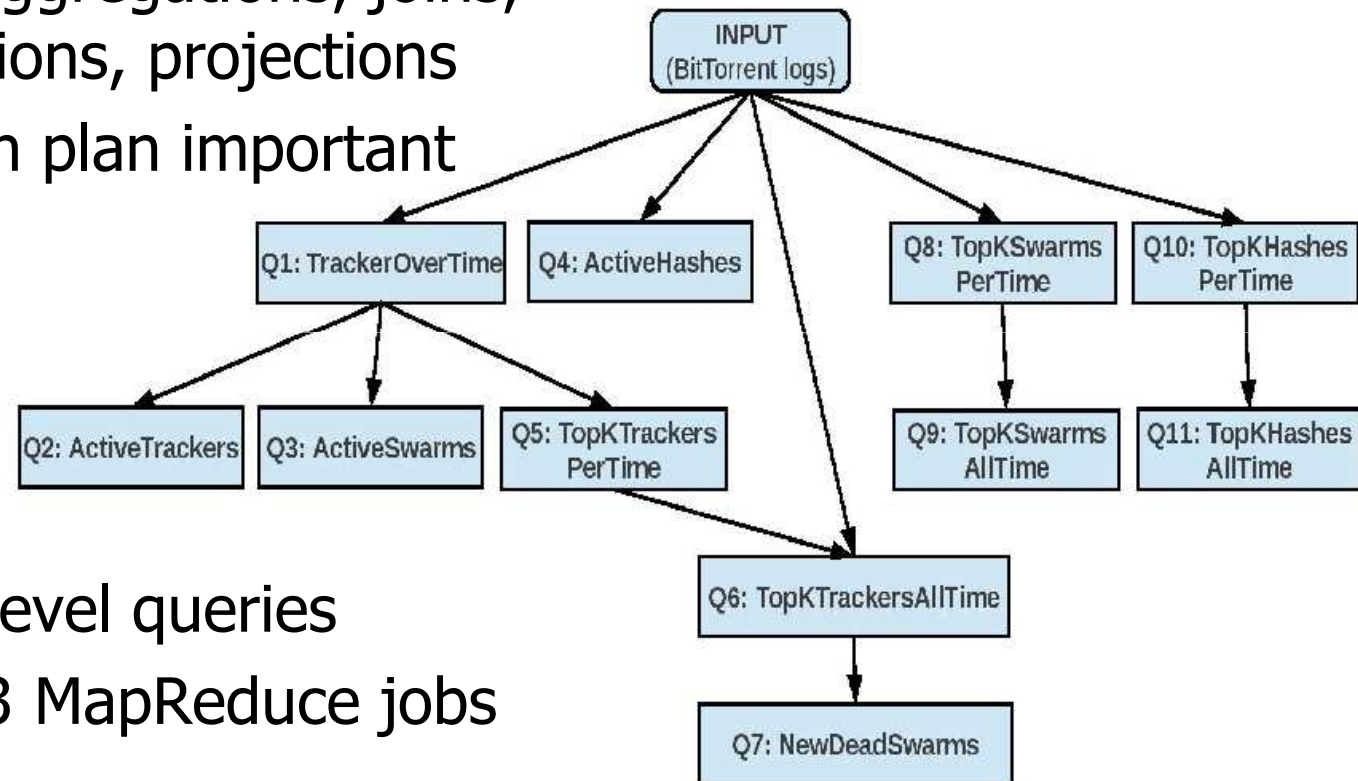 ggregations, joins,
ions, projections
n plan important
INPUT
(BitTorrent logs)
Q1: TrackerOverTime
Q4: ActiveHashes
Q8: TopKSwarms
PerTime
Q10: TopKHashes
PerTime
Q2: ActiveTrackers
Q3: ActiveSwarms
Q5: TopKTrackers
PerTime
Q9: TopKSwarms
AllTime
Q11: TopKHashes
AllTime
evel queries
3 MapReduce jobs
Q6: TopKTrackersAllTime
Q7: NewDeadSwarms